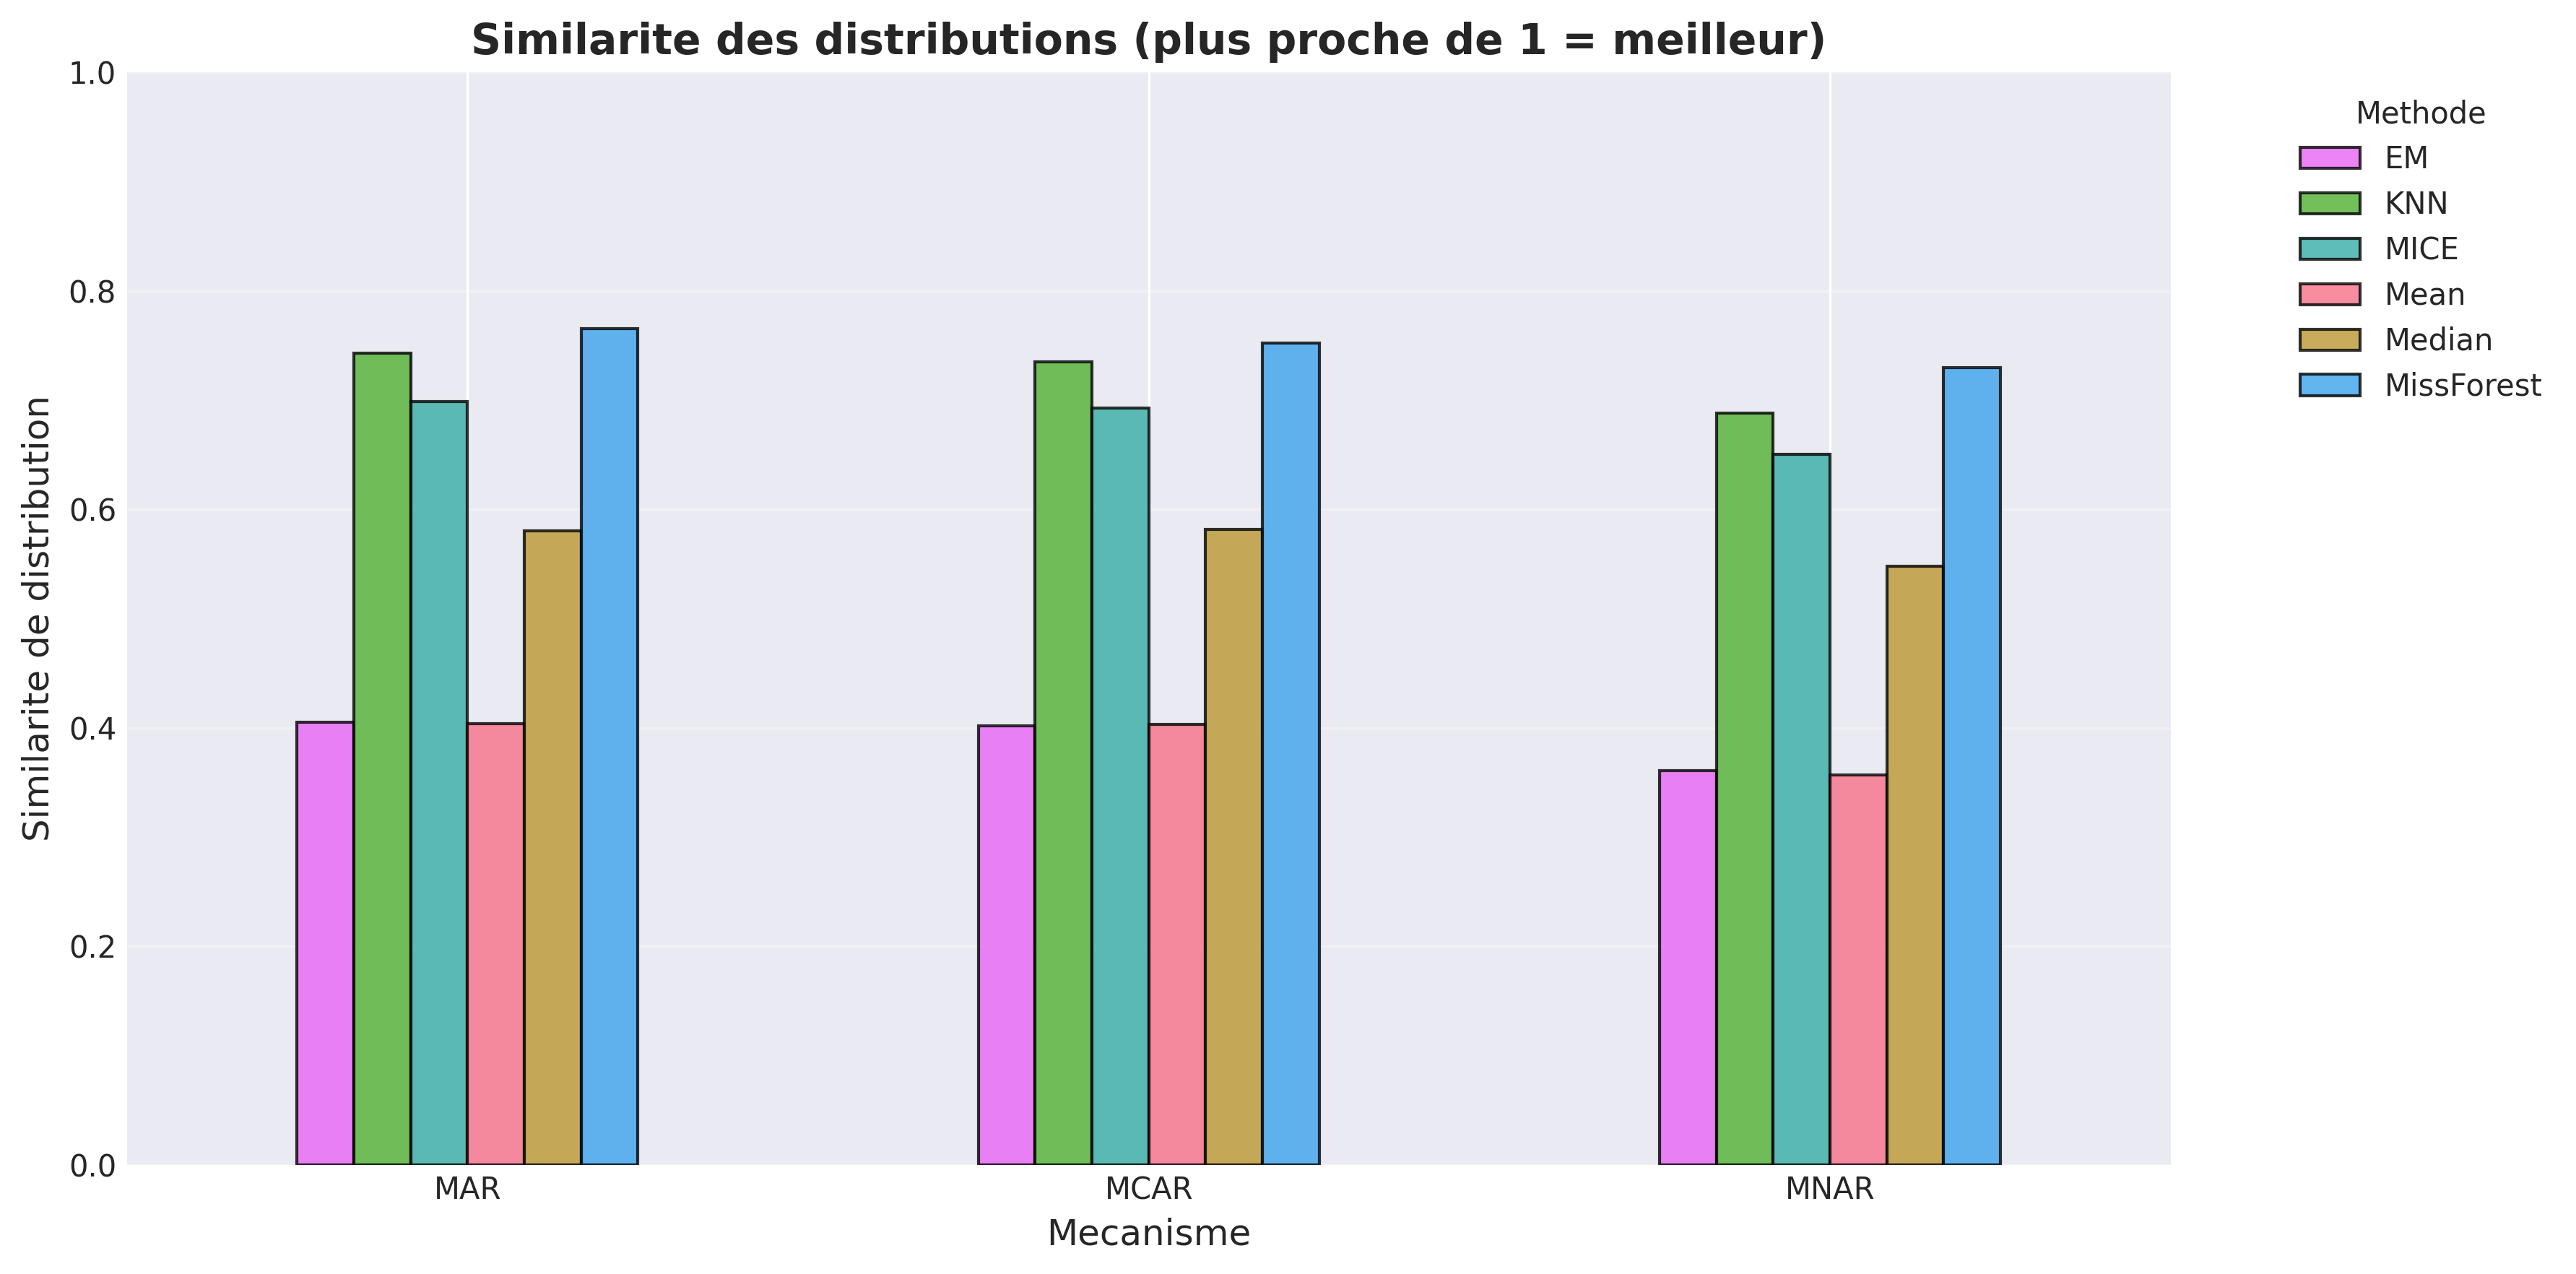 Similarite des distributions (plus proche de 1 = meilleur)
Similarite de distribution
1.0
0.8
0.6
0.4
0.2
0.0
MAR
MCAR
MNAR
Mecanisme
Methode
EM
KNN
MICE
Mean
Median
MissForest